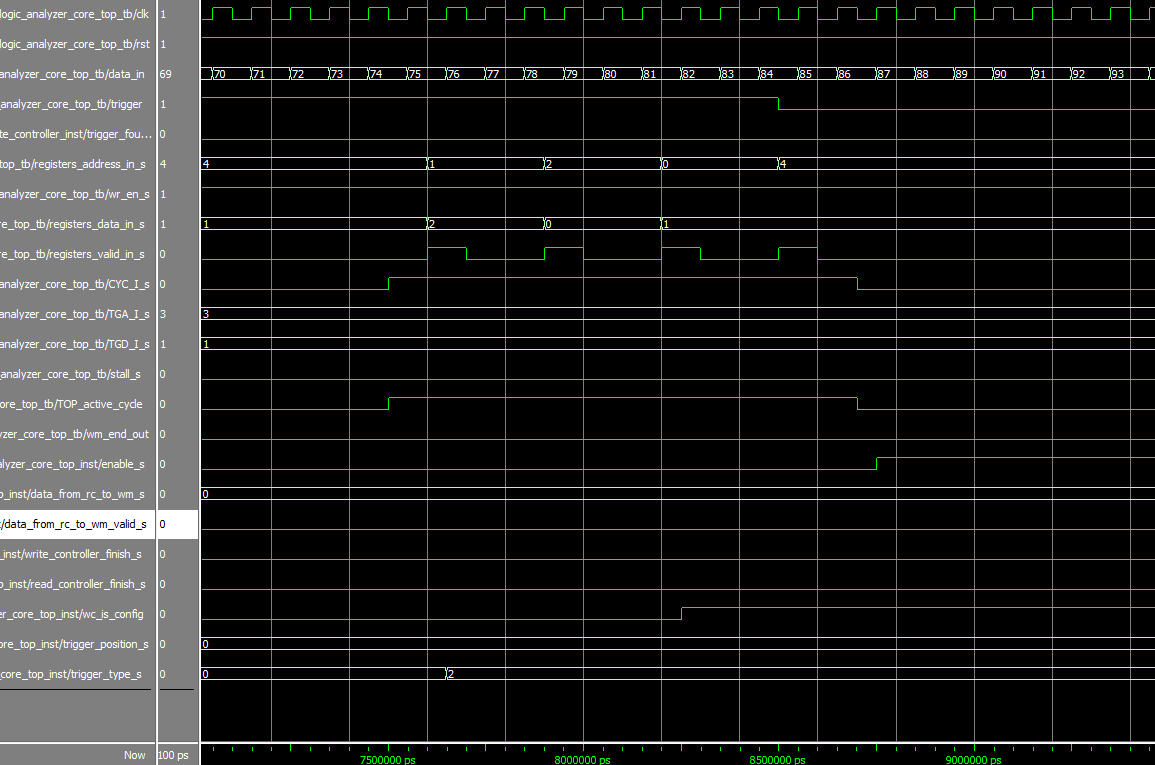 logic_analyzer_core_top_tb/clk 1
logic_analyzer_core_top_tb/rst 1
analyzer_core_top_tb/data_in 69 70 71 72 73 74 75 76 77 78 79 80 81 82 83 84 85 86 87 88 89 90 91 92 93
_analyzer_core_top_tb/trigger 1
te_controller_inst/trigger_fou... 0
top_tb/registers_address_in_s 4 4 1 2 0 4
analyzer_core_top_tb/wr_en_s 1
re_top_tb/registers_data_in_s 1 1 2 0 1
re_top_tb/registers_valid_in_s 0
analyzer_core_top_tb/CYC_I_s 0
analyzer_core_top_tb/TGA_I_s 3 3
analyzer_core_top_tb/TGD_I_s 1 1
_analyzer_core_top_tb/stall_s 0
ore_top_tb/TOP_active_cycle 0
yzer_core_top_tb/wm_end_out 0
alyzer_core_top_inst/enable_s 0
p_inst/data_from_rc_to_wm_s 0 0
/data_from_rc_to_wm_valid_s 0
_inst/write_controller_finish_s 0
p_inst/read_controller_finish_s 0
er_core_top_inst/wc_is_config 0
ore_top_inst/trigger_position_s 0 0
_core_top_inst/trigger_type_s 0 0 2
Now 100 ps 7500000 ps 8000000 ps 8500000 ps 9000000 ps